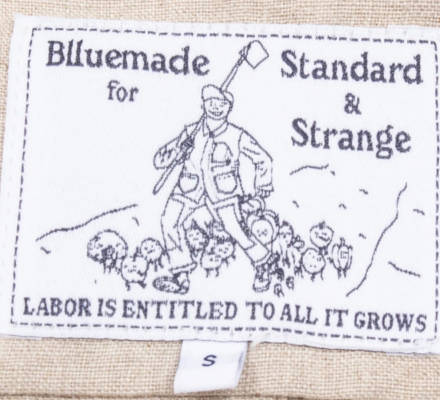 Blluemade
for
Standard
&
Strange
LABOR IS ENTITLED TO ALL IT GROWS
S